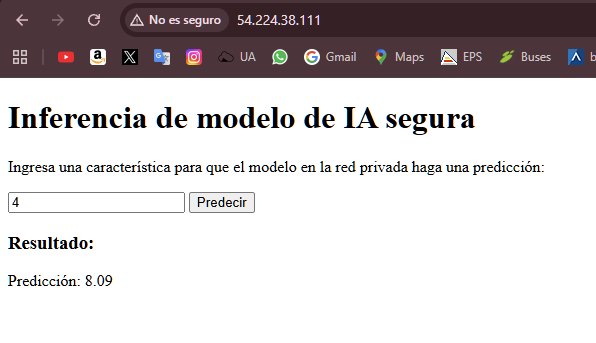 No es seguro 54.224.38.111
UA Gmail Maps EPS Buses b
Inferencia de modelo de IA segura
Ingresa una característica para que el modelo en la red privada haga una predicción:
4 Predecir
Resultado:
Predicción: 8.09